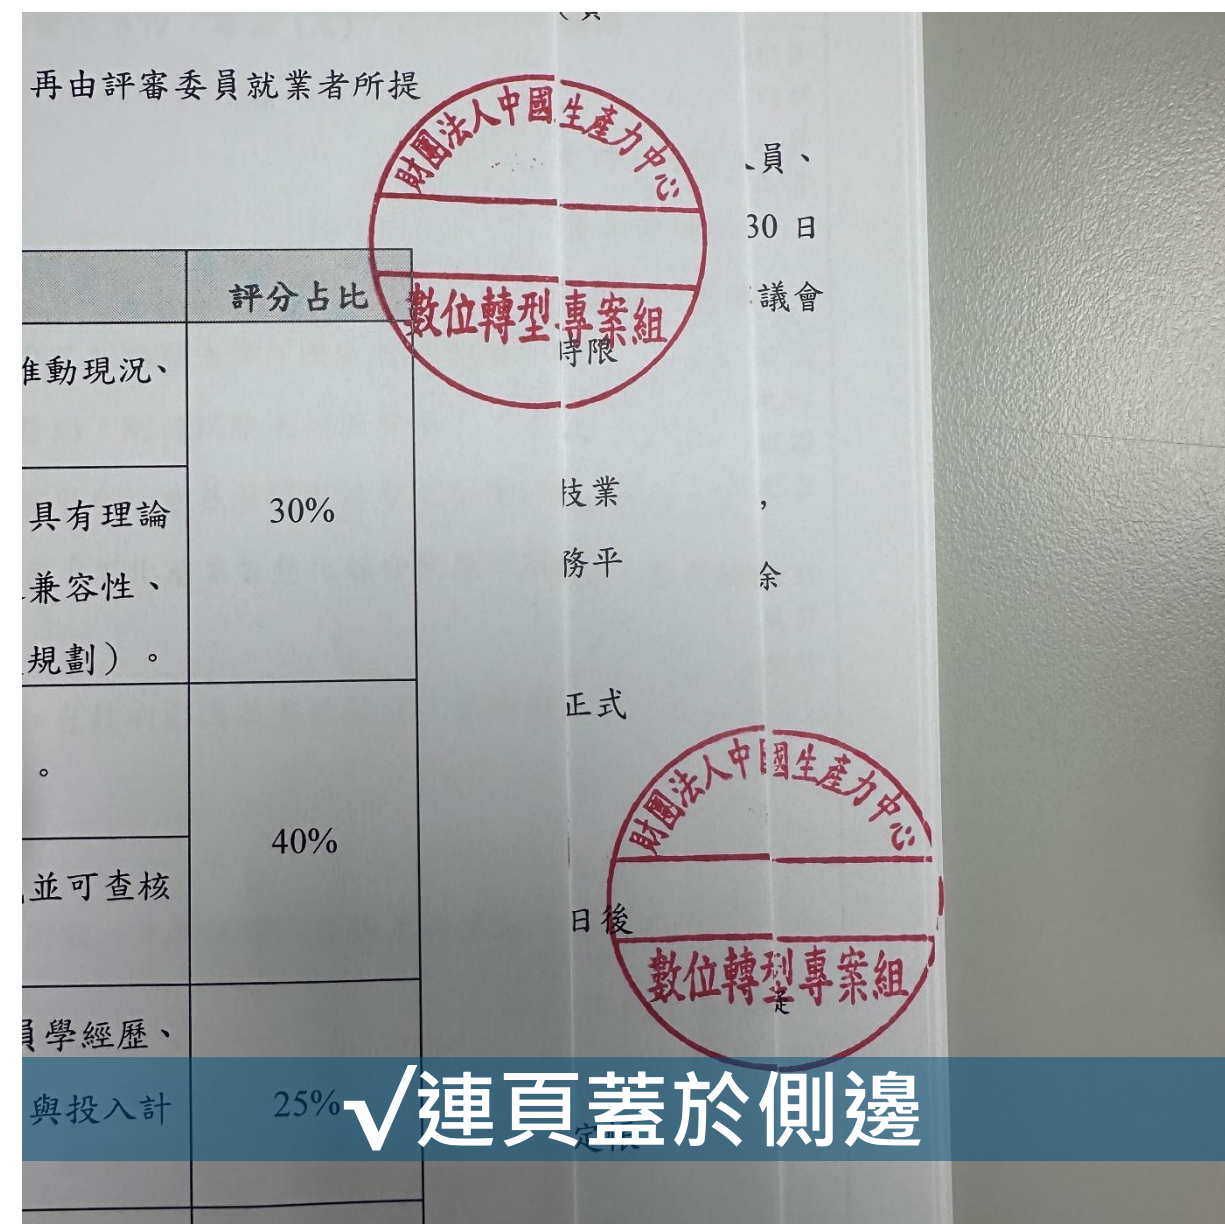 再由評審委員就業者所提
財團法人中國生產力中心
數位轉型專案組
員、
30 日
議會
評分占比
時限
推動現況、
30%
技業
,
具有理論
務平
余
兼容性、
規劃）。
正式
。
40%
財團法人中國生產力中心
數位轉型專案組
並可查核
日後
員學經歷、
與投入計
25%
√連頁蓋於側邊